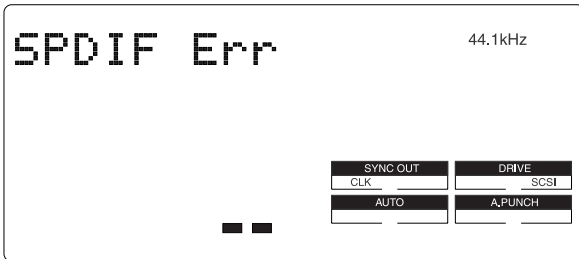 SPDIF Err
44.1kHz
SYNC OUT
DRIVE
CLK
SCSI
AUTO
A.PUNCH